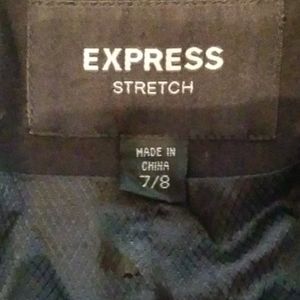 EXPRESS
STRETCH
MADE IN
CHINA
7/8